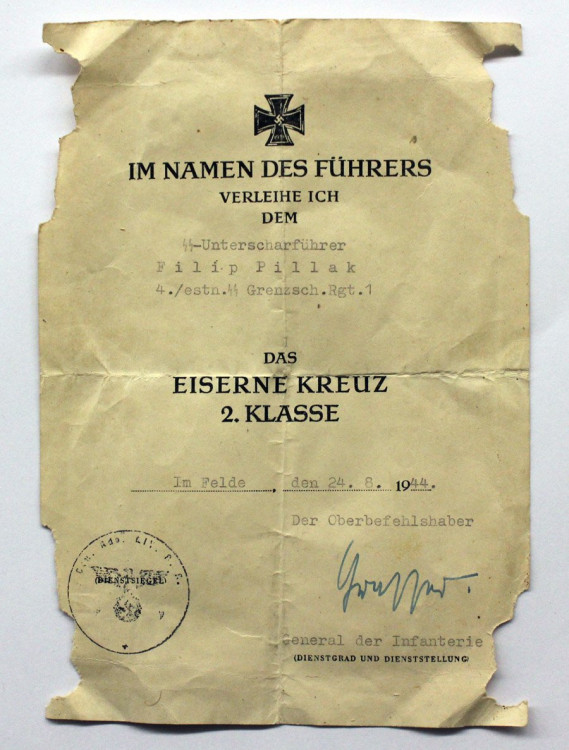 IM NAMEN DES FÜHRERS
VERLEIHE ICH
DEM
ᛋᛋ-Unterscharführer
Filip Pillak
4./estn.ᛋᛋ Grenzsch.Rgt.1
DAS
EISERNE KREUZ
2. KLASSE
Im Felde, den 24. 8. 1944.
Der Oberbefehlshaber
Grasser.
(DIENSTSIEGEL)
General der Infanterie
(DIENSTGRAD UND DIENSTSTELLUNG)